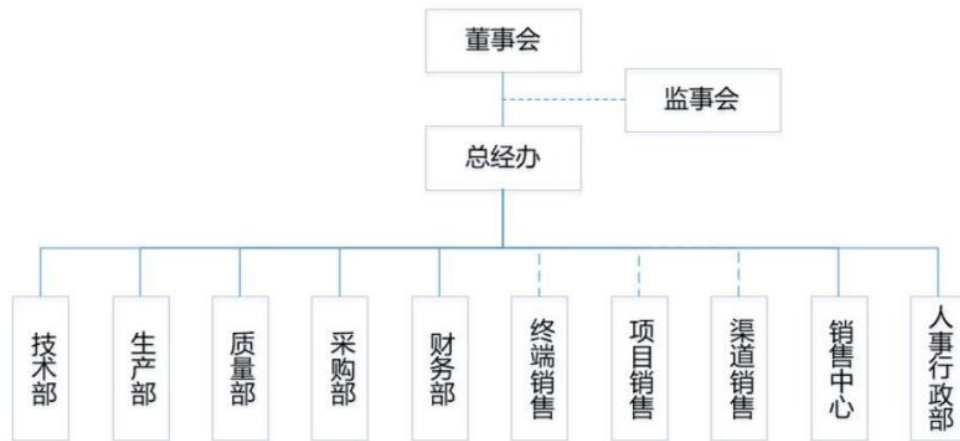 董事会
监事会
总经办
技术部
生产部
质量部
采购部
财务部
终端销售
项目销售
渠道销售
销售中心
人事行政部